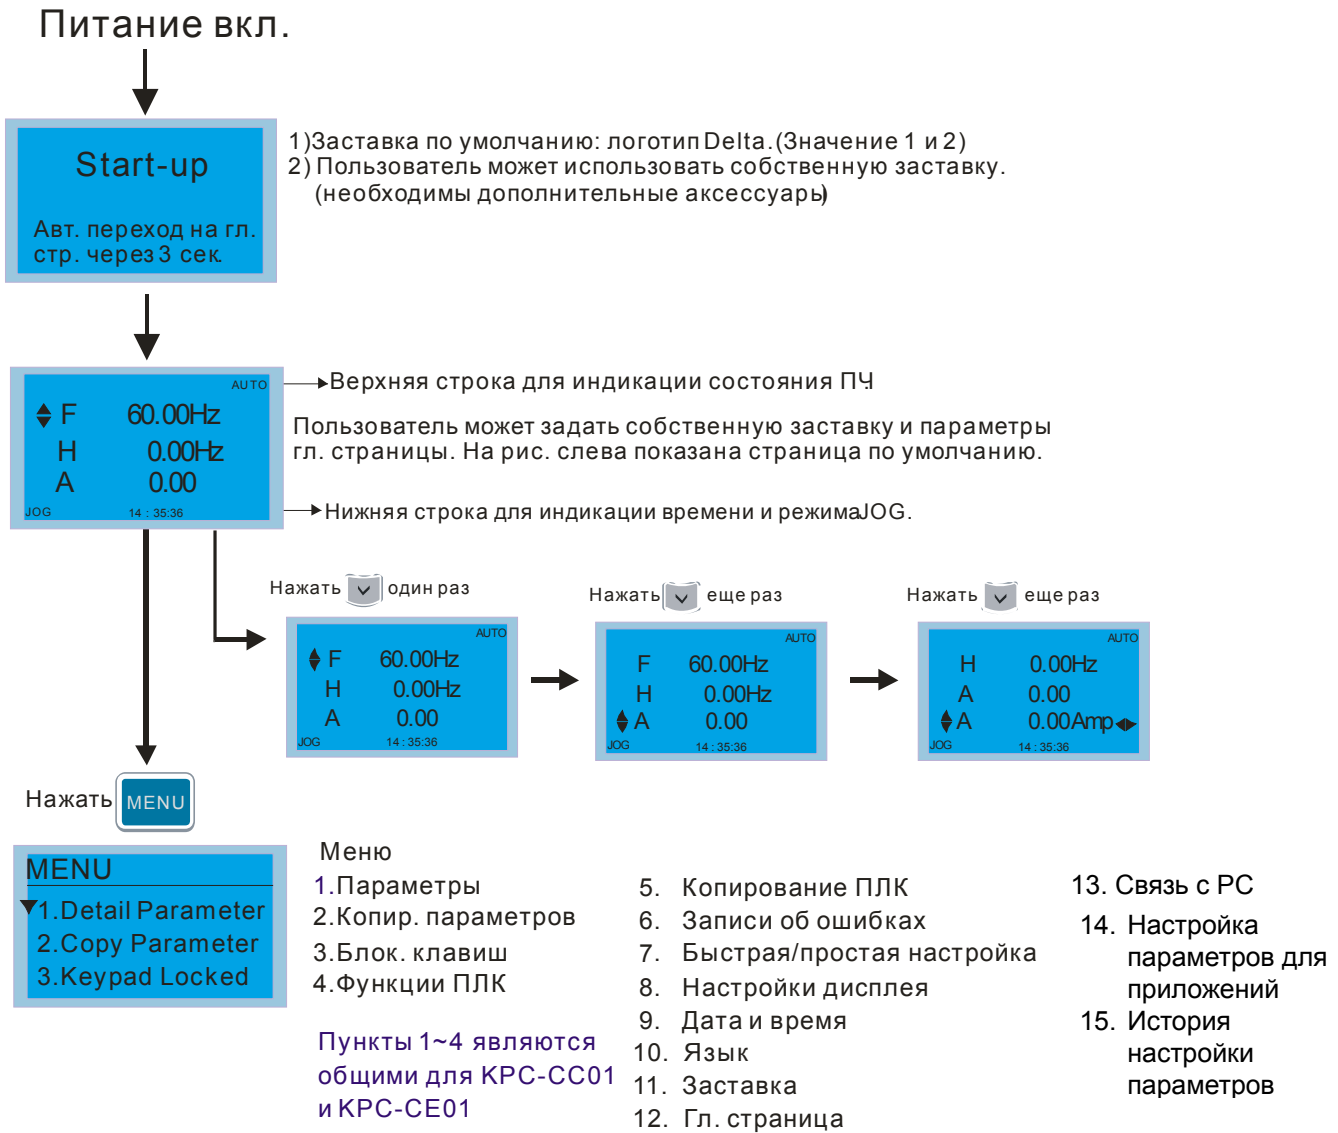 Питание вкл.
Start-up
Авт. переход на гл.
стр. через 3 сек.
1)Заставка по умолчанию: логотип Delta.(Значение 1 и 2)
2) Пользователь может использовать собственную заставку.
(необходимы дополнительные аксессуары)
AUTO
F 60.00Hz
H 0.00Hz
A 0.00
JOG 14 : 35:36
Верхняя строка для индикации состояния ПЧ
Пользователь может задать собственную заставку и параметры
гл. страницы. На рис. слева показана страница по умолчанию.
Нижняя строка для индикации времени и режимаJOG.
Нажать один раз
AUTO
F 60.00Hz
H 0.00Hz
A 0.00
JOG 14 : 35:36
Нажать еще раз
AUTO
F 60.00Hz
H 0.00Hz
A 0.00
JOG 14 : 35:36
Нажать еще раз
AUTO
H 0.00Hz
A 0.00
A 0.00Amp
JOG 14 : 35:36
Нажать MENU
MENU
1.Detail Parameter
2.Copy Parameter
3.Keypad Locked
Меню
1.Параметры
2.Копир. параметров
3.Блок. клавиш
4.Функции ПЛК
Пункты 1~4 являются
общими для KPC-CC01
и KPC-CE01
5. Копирование ПЛК
6. Записи об ошибках
7. Быстрая/простая настройка
8. Настройки дисплея
9. Дата и время
10. Язык
11. Заставка
12. Гл. страница
13. Связь с PC
14. Настройка
параметров для
приложений
15. История
настройки
параметров